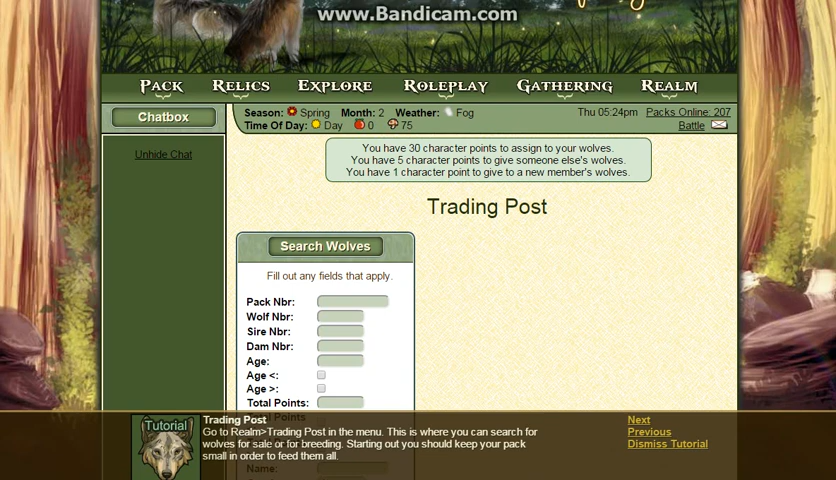 www.Bandicam.com
Pack Relics Explore Roleplay Gathering Realm
Chatbox
Unhide Chat
Season: Spring Month: 2 Weather: Fog
Time Of Day: Day 0 75
Thu 05:24pm Packs Online: 207
Battle
You have 30 character points to assign to your wolves.
You have 5 character points to give someone else's wolves.
You have 1 character point to give to a new member's wolves.
Trading Post
Search Wolves
Fill out any fields that apply.
Pack Nbr:
Wolf Nbr:
Sire Nbr:
Dam Nbr:
Age:
Age <:
Age >:
Total Points:
Name:
Tutorial
Trading Post
Go to Realm>Trading Post in the menu. This is where you can search for
wolves for sale or for breeding. Starting out you should keep your pack
small in order to feed them all.
Next
Previous
Dismiss Tutorial